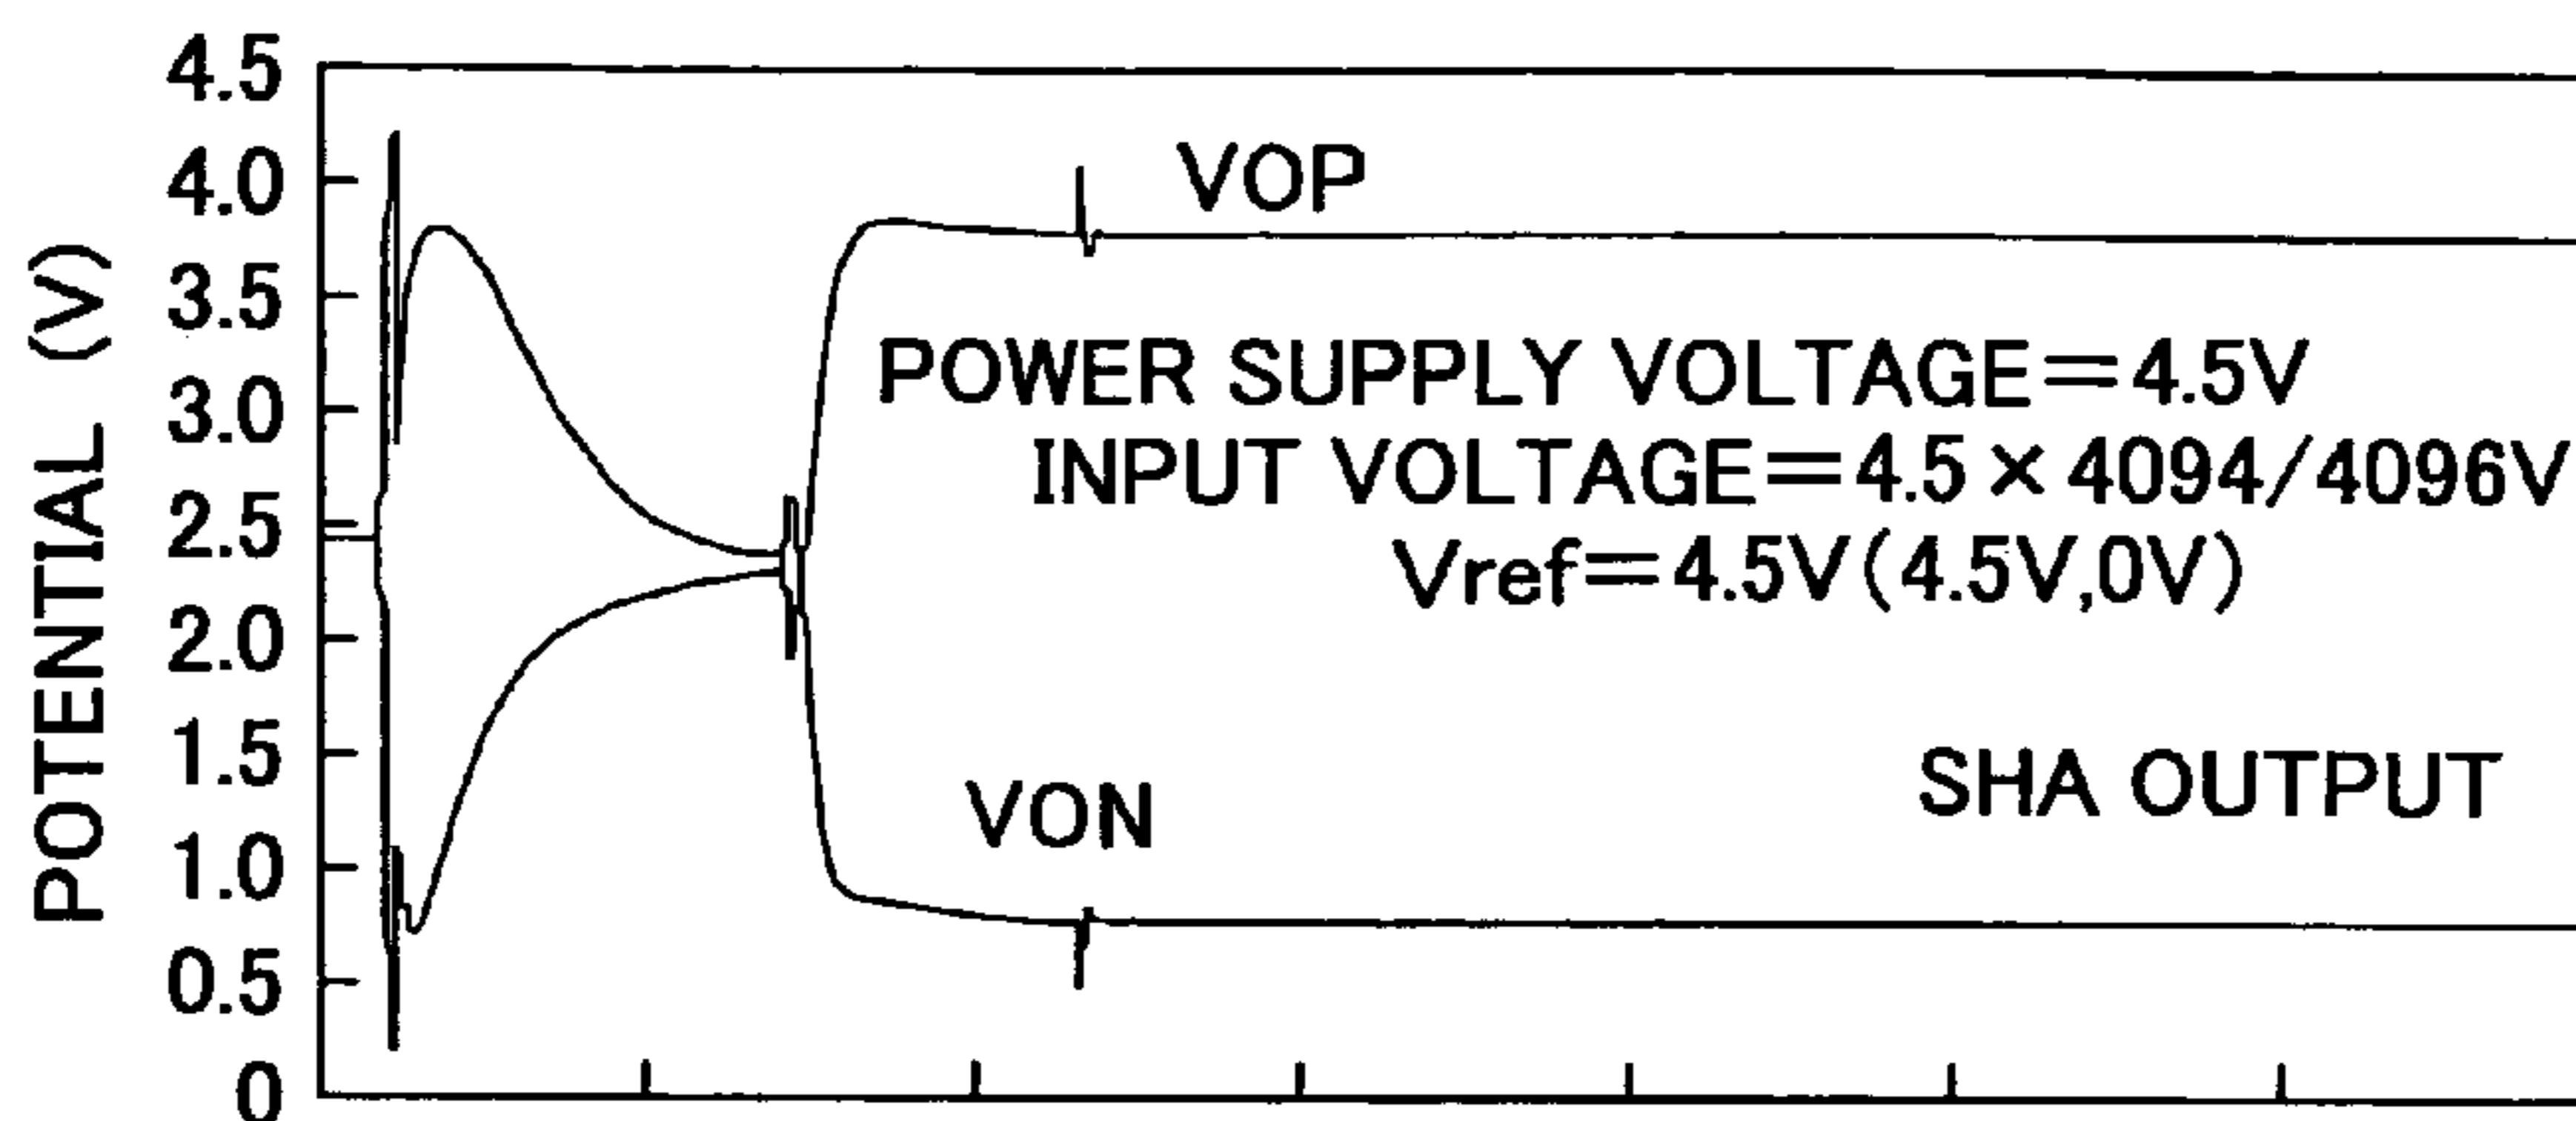 4.5
4.0
3.5
3.0
2.5
2.0
1.5
1.0
0.5
0
POTENTIAL (V)
VOP
POWER SUPPLY VOLTAGE=4.5V
INPUT VOLTAGE=4.5×4094/4096V
Vref=4.5V(4.5V,0V)
VON
SHA OUTPUT